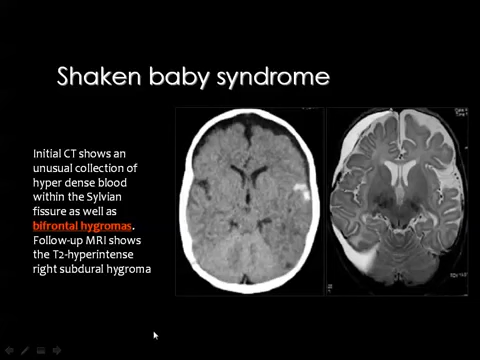 Shaken baby syndrome
Initial CT shows an
unusual collection of
hyper dense blood
within the Sylvian
fissure as well as
bifrontal hygromas.
Follow-up MRI shows
the T2-hyperintense
right subdural hygroma